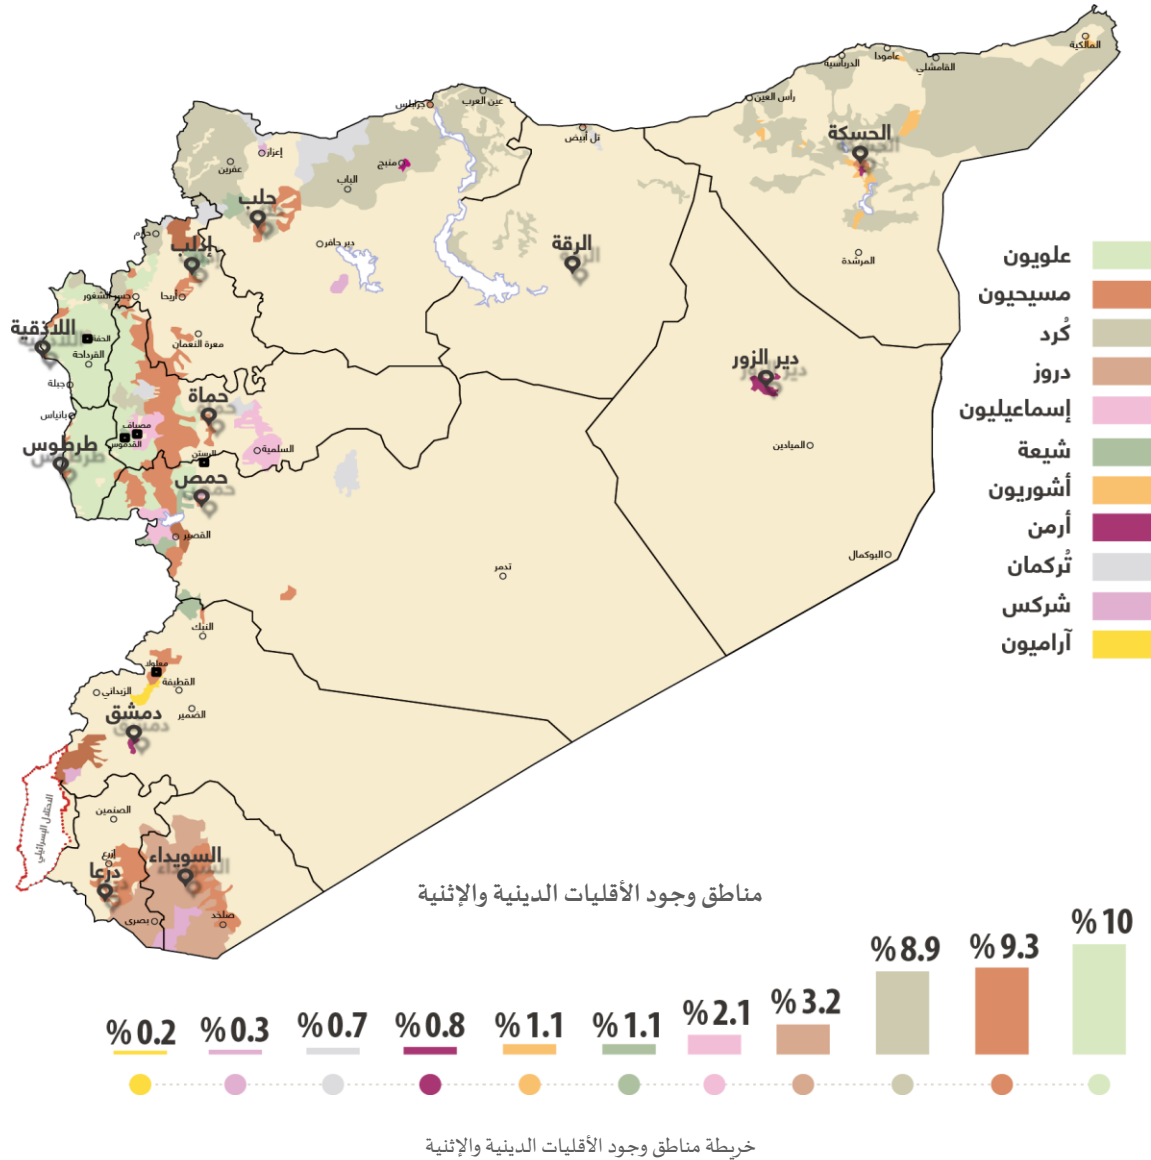 المالكية
عامودا
القامشلي
الدرباسية
رأس العين
عين العرب
جرابلس
تل أبيض
الحسكة
إعزاز
عفرين
منبج
الباب
حلب
حارم
إدلب
دير حافر
الرقة
المرشدة
جسر الشغور
أريحا
اللاذقية
الحفة
معرة النعمان
القرداحة
دير الزور
جبلة
حماة
بانياس
مصياف
القدموس
طرطوس
السلمية
الرستن
الميادين
حمص
القصير
البوكمال
تدمر
النبك
معلولا
القطيفة
الزبداني
الضمير
دمشق
الاحتلال الإسرائيلي
الصنمين
إزرع
درعا
السويداء
صلخد
بصرى
علويون
مسيحيون
كُرد
دروز
إسماعيليون
شيعة
أشوريون
أرمن
تُركمان
شركس
آراميون
مناطق وجود الأقليات الدينية والإثنية
% 10
% 9.3
% 8.9
% 3.2
% 2.1
% 1.1
% 1.1
% 0.8
% 0.7
% 0.3
% 0.2
خريطة مناطق وجود الأقليات الدينية والإثنية